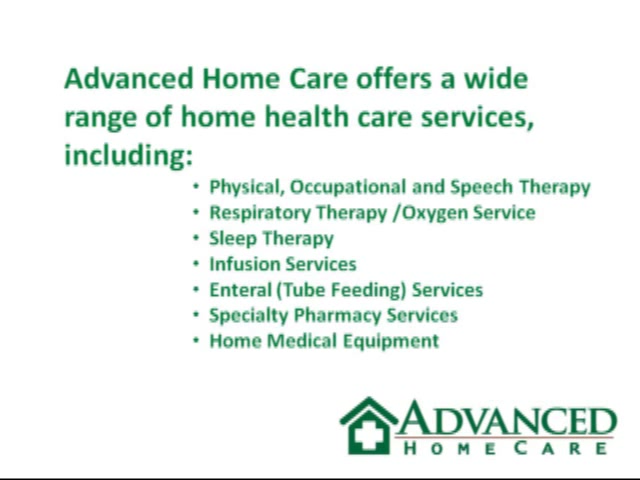 Advanced Home Care offers a wide
range of home health care services,
including:
• Physical, Occupational and Speech Therapy
• Respiratory Therapy /Oxygen Service
• Sleep Therapy
• Infusion Services
• Enteral (Tube Feeding) Services
• Specialty Pharmacy Services
• Home Medical Equipment
ADVANCED
HOME CARE